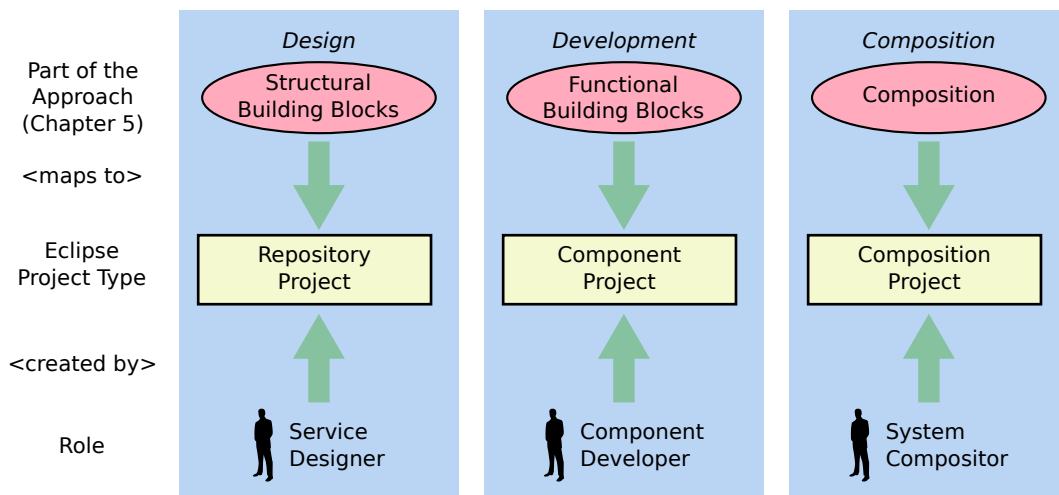 Design
Development
Composition
Part of the
Approach
(Chapter 5)
Structural
Building Blocks
Functional
Building Blocks
Composition
<maps to>
Eclipse
Project Type
Repository
Project
Component
Project
Composition
Project
<created by>
Role
Service
Designer
Component
Developer
System
Compositor